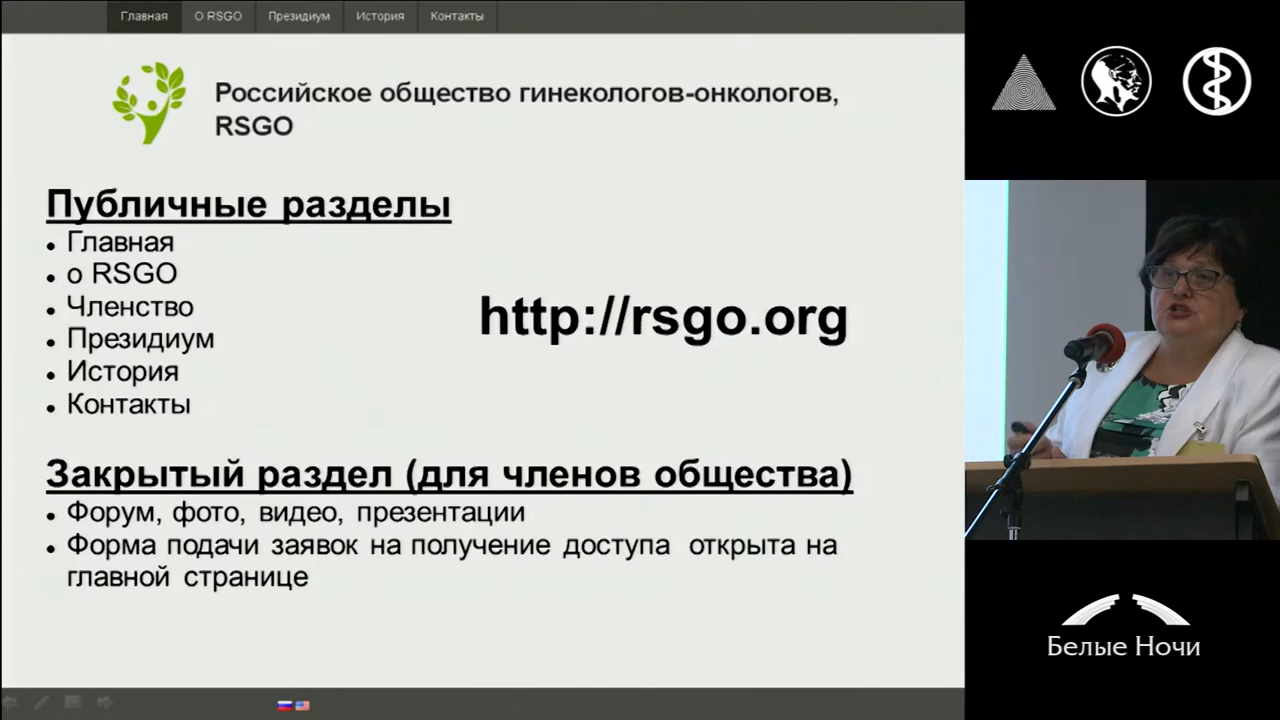 Главная О RSGO Президиум История Контакты
Российское общество гинекологов-онкологов,
RSGO
Публичные разделы
Главная
о RSGO
Членство
Президиум
История
Контакты
http://rsgo.org
Закрытый раздел (для членов общества)
Форум, фото, видео, презентации
Форма подачи заявок на получение доступа открыта на
главной странице
Белые Ночи